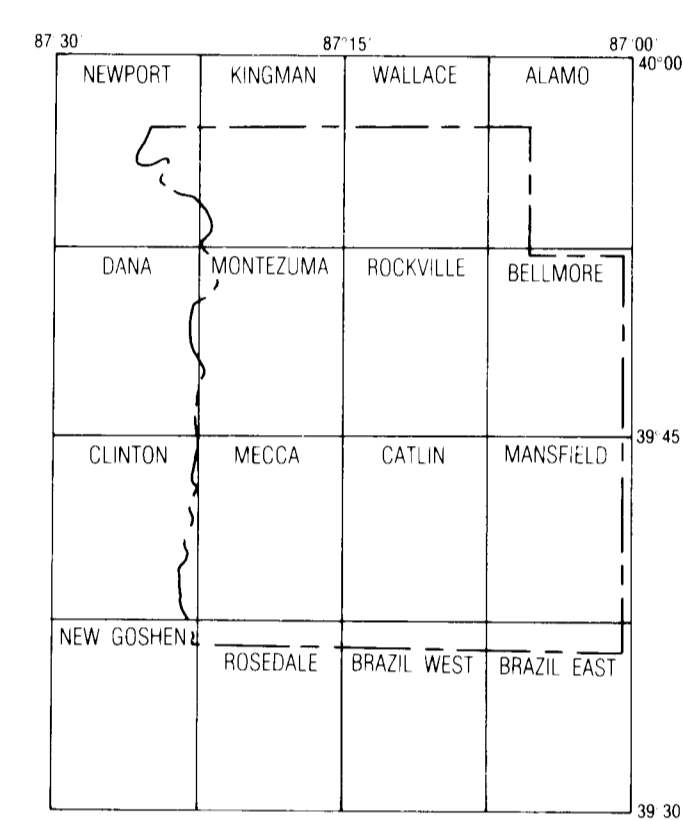 87°30' 87°15' 87°00'
40°00
NEWPORT KINGMAN WALLACE ALAMO
DANA MONTEZUMA ROCKVILLE BELLMORE
39°45
CLINTON MECCA CATLIN MANSFIELD
NEW GOSHEN
ROSEDALE BRAZIL WEST BRAZIL EAST
39 30